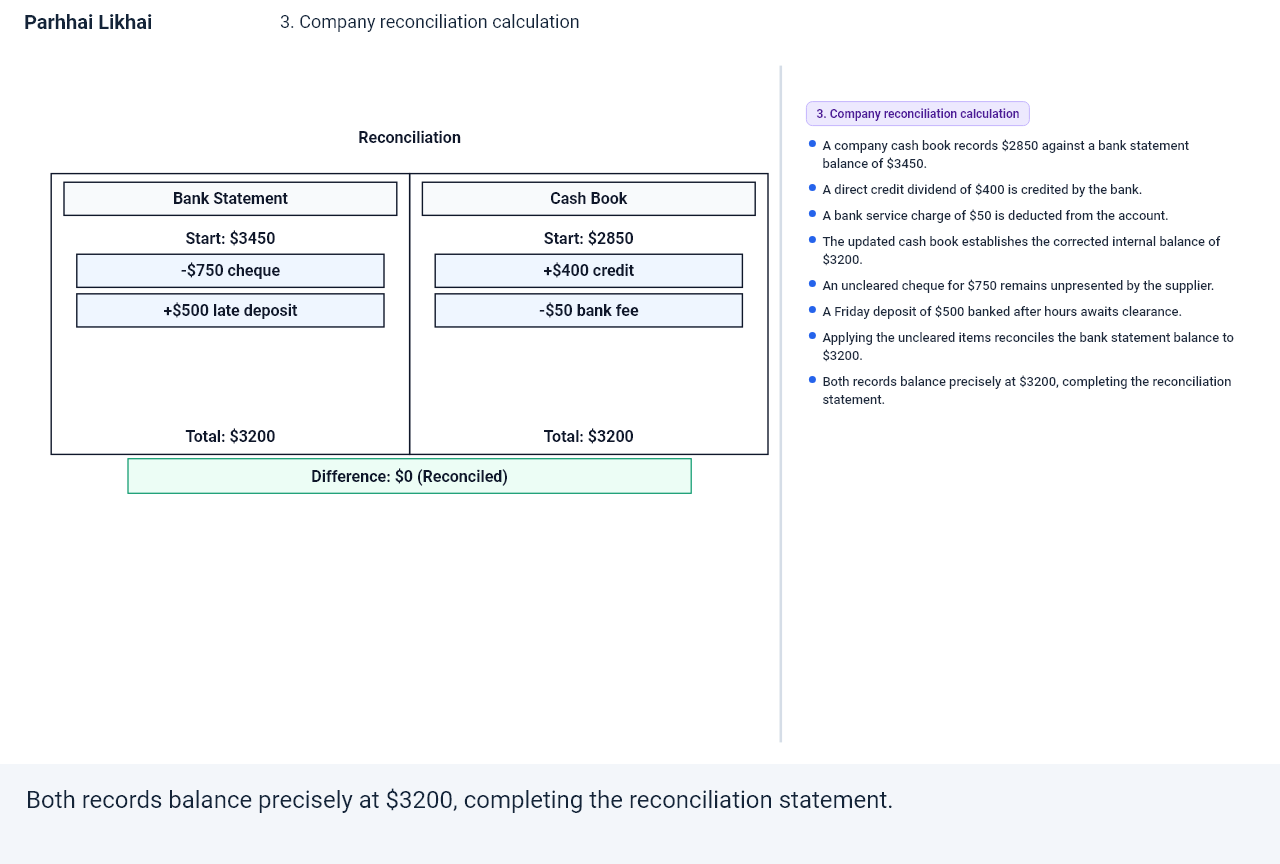 Parhhai Likhai
3. Company reconciliation calculation
Reconciliation
Bank Statement
Start: $3450
-$750 cheque
+$500 late deposit
Total: $3200
Cash Book
Start: $2850
+$400 credit
-$50 bank fee
Total: $3200
Difference: $0 (Reconciled)
3. Company reconciliation calculation
A company cash book records $2850 against a bank statement
balance of $3450.
A direct credit dividend of $400 is credited by the bank.
A bank service charge of $50 is deducted from the account.
The updated cash book establishes the corrected internal balance of
$3200.
An uncleared cheque for $750 remains unpresented by the supplier.
A Friday deposit of $500 banked after hours awaits clearance.
Applying the uncleared items reconciles the bank statement balance to
$3200.
Both records balance precisely at $3200, completing the reconciliation
statement.
Both records balance precisely at $3200, completing the reconciliation statement.